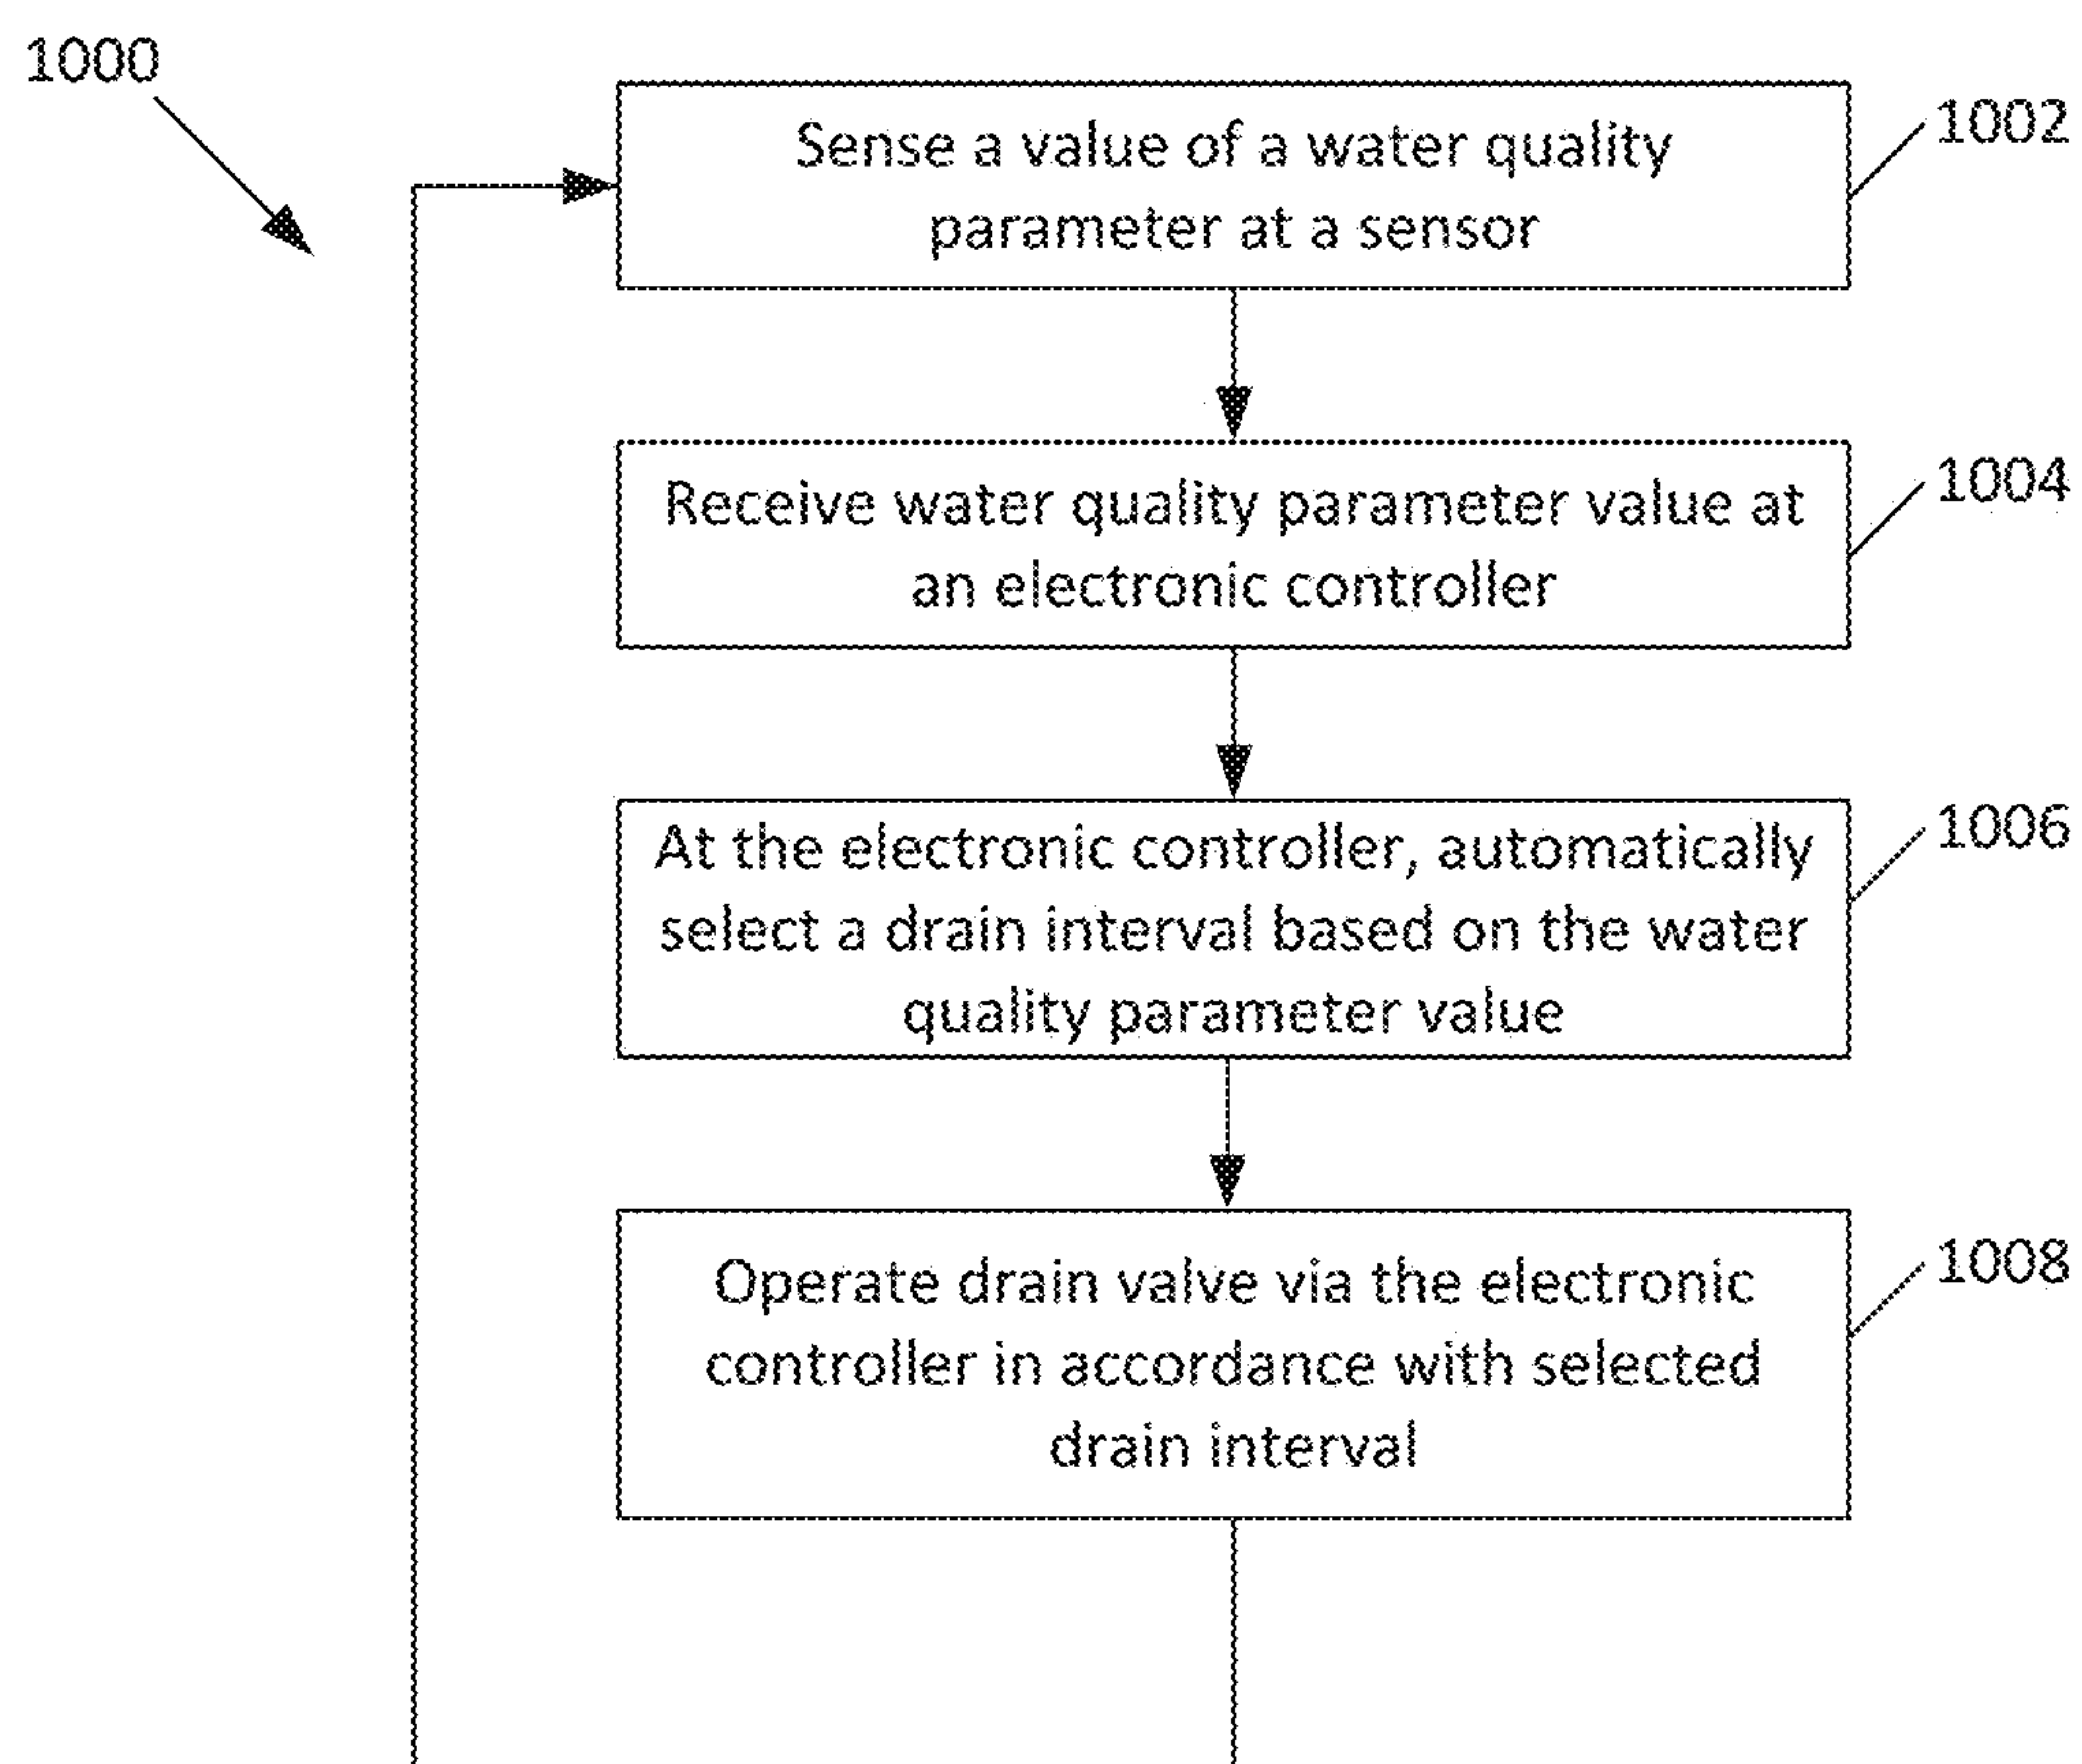 1000
Sense a value of a water quality
parameter at a sensor
1002
Receive water quality parameter value at
an electronic controller
1004
At the electronic controller, automatically
select a drain interval based on the water
quality parameter value
1006
Operate drain valve via the electronic
controller in accordance with selected
drain interval
1008